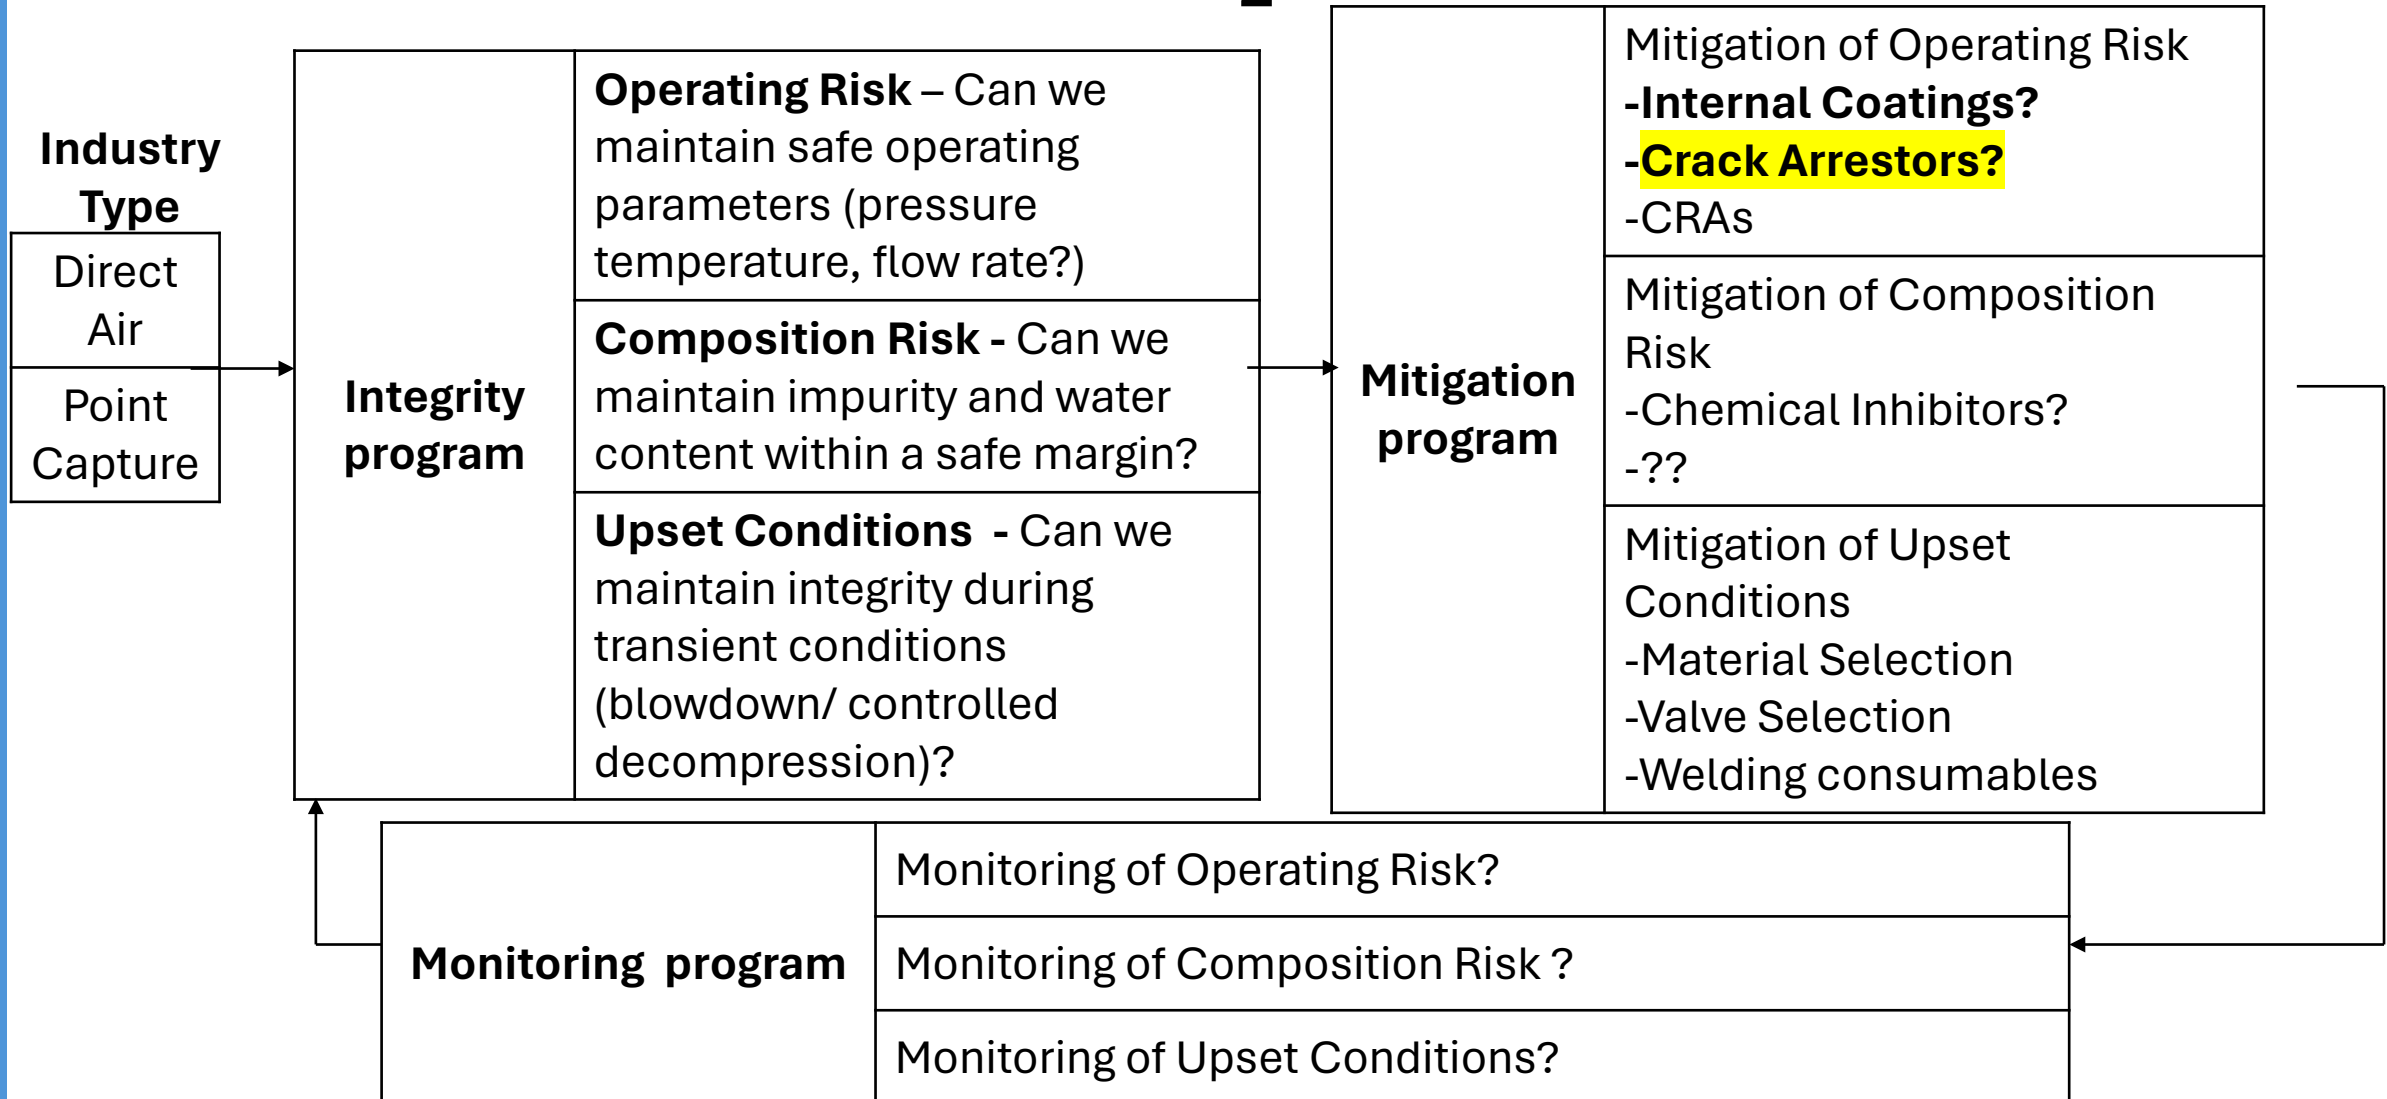 Industry
Type
Direct
Air
Point
Capture
Integrity
program
Operating Risk – Can we
maintain safe operating
parameters (pressure
temperature, flow rate?)
Composition Risk - Can we
maintain impurity and water
content within a safe margin?
Upset Conditions  - Can we
maintain integrity during
transient conditions
(blowdown/ controlled
decompression)?
Mitigation
program
Mitigation of Operating Risk
-Internal Coatings?
-Crack Arrestors?
-CRAs
Mitigation of Composition
Risk
-Chemical Inhibitors?
-??
Mitigation of Upset
Conditions
-Material Selection
-Valve Selection
-Welding consumables
Monitoring  program
Monitoring of Operating Risk?
Monitoring of Composition Risk ?
Monitoring of Upset Conditions?